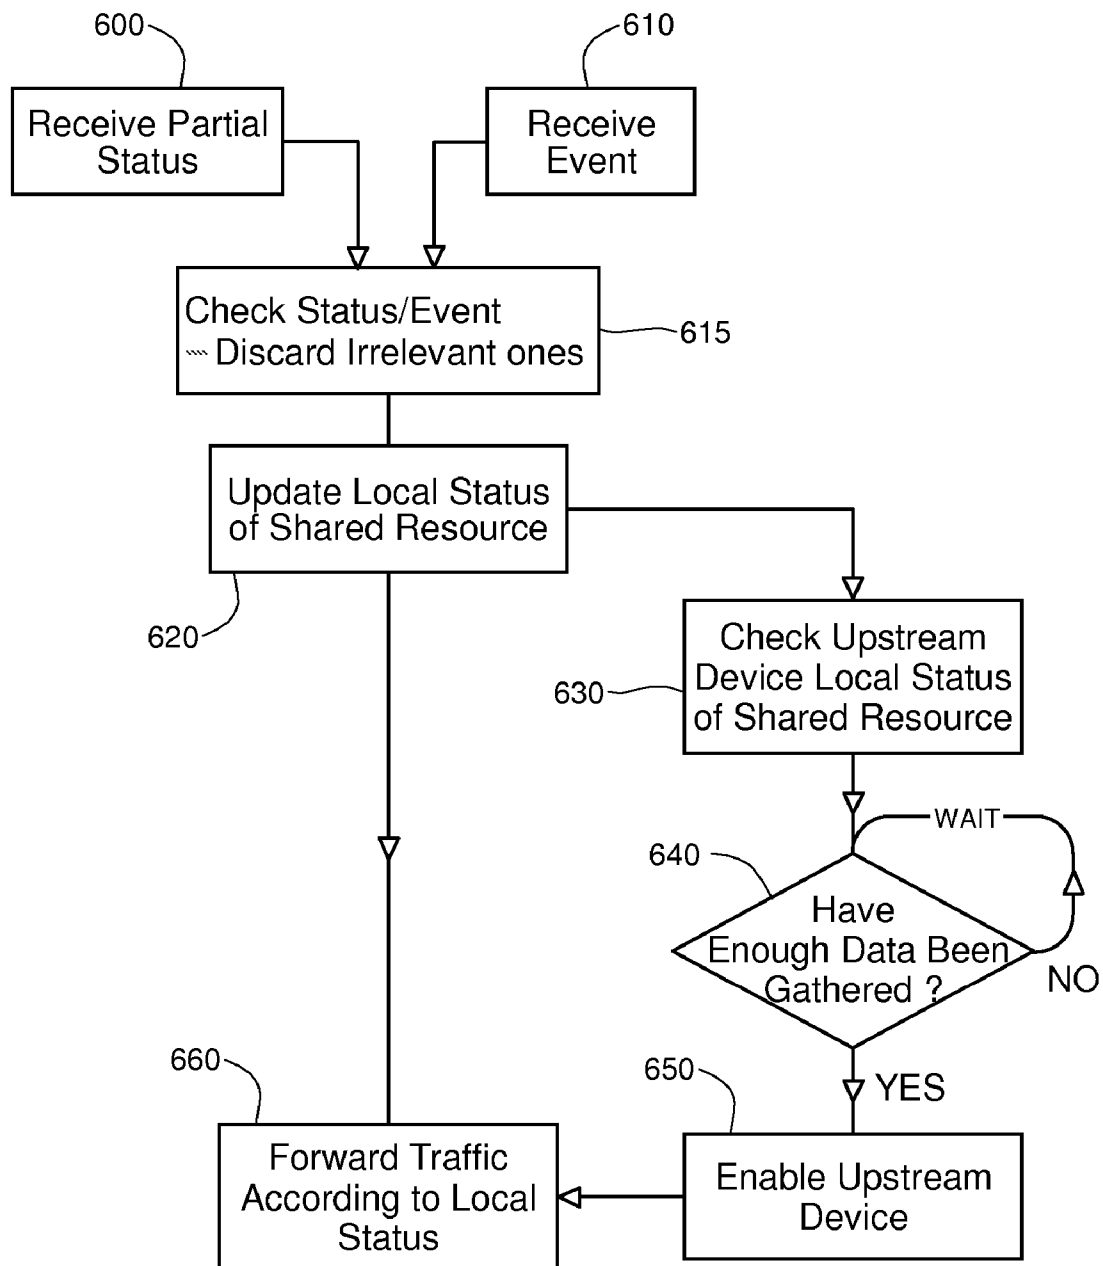 600
610
Receive Partial
Status
Receive
Event
Check Status/Event
Discard Irrelevant ones
615
Update Local Status
of Shared Resource
620
Check Upstream
Device Local Status
of Shared Resource
630
WAIT
640
Have
Enough Data Been
Gathered ?
NO
YES
660
650
Forward Traffic
According to Local
Status
Enable Upstream
Device